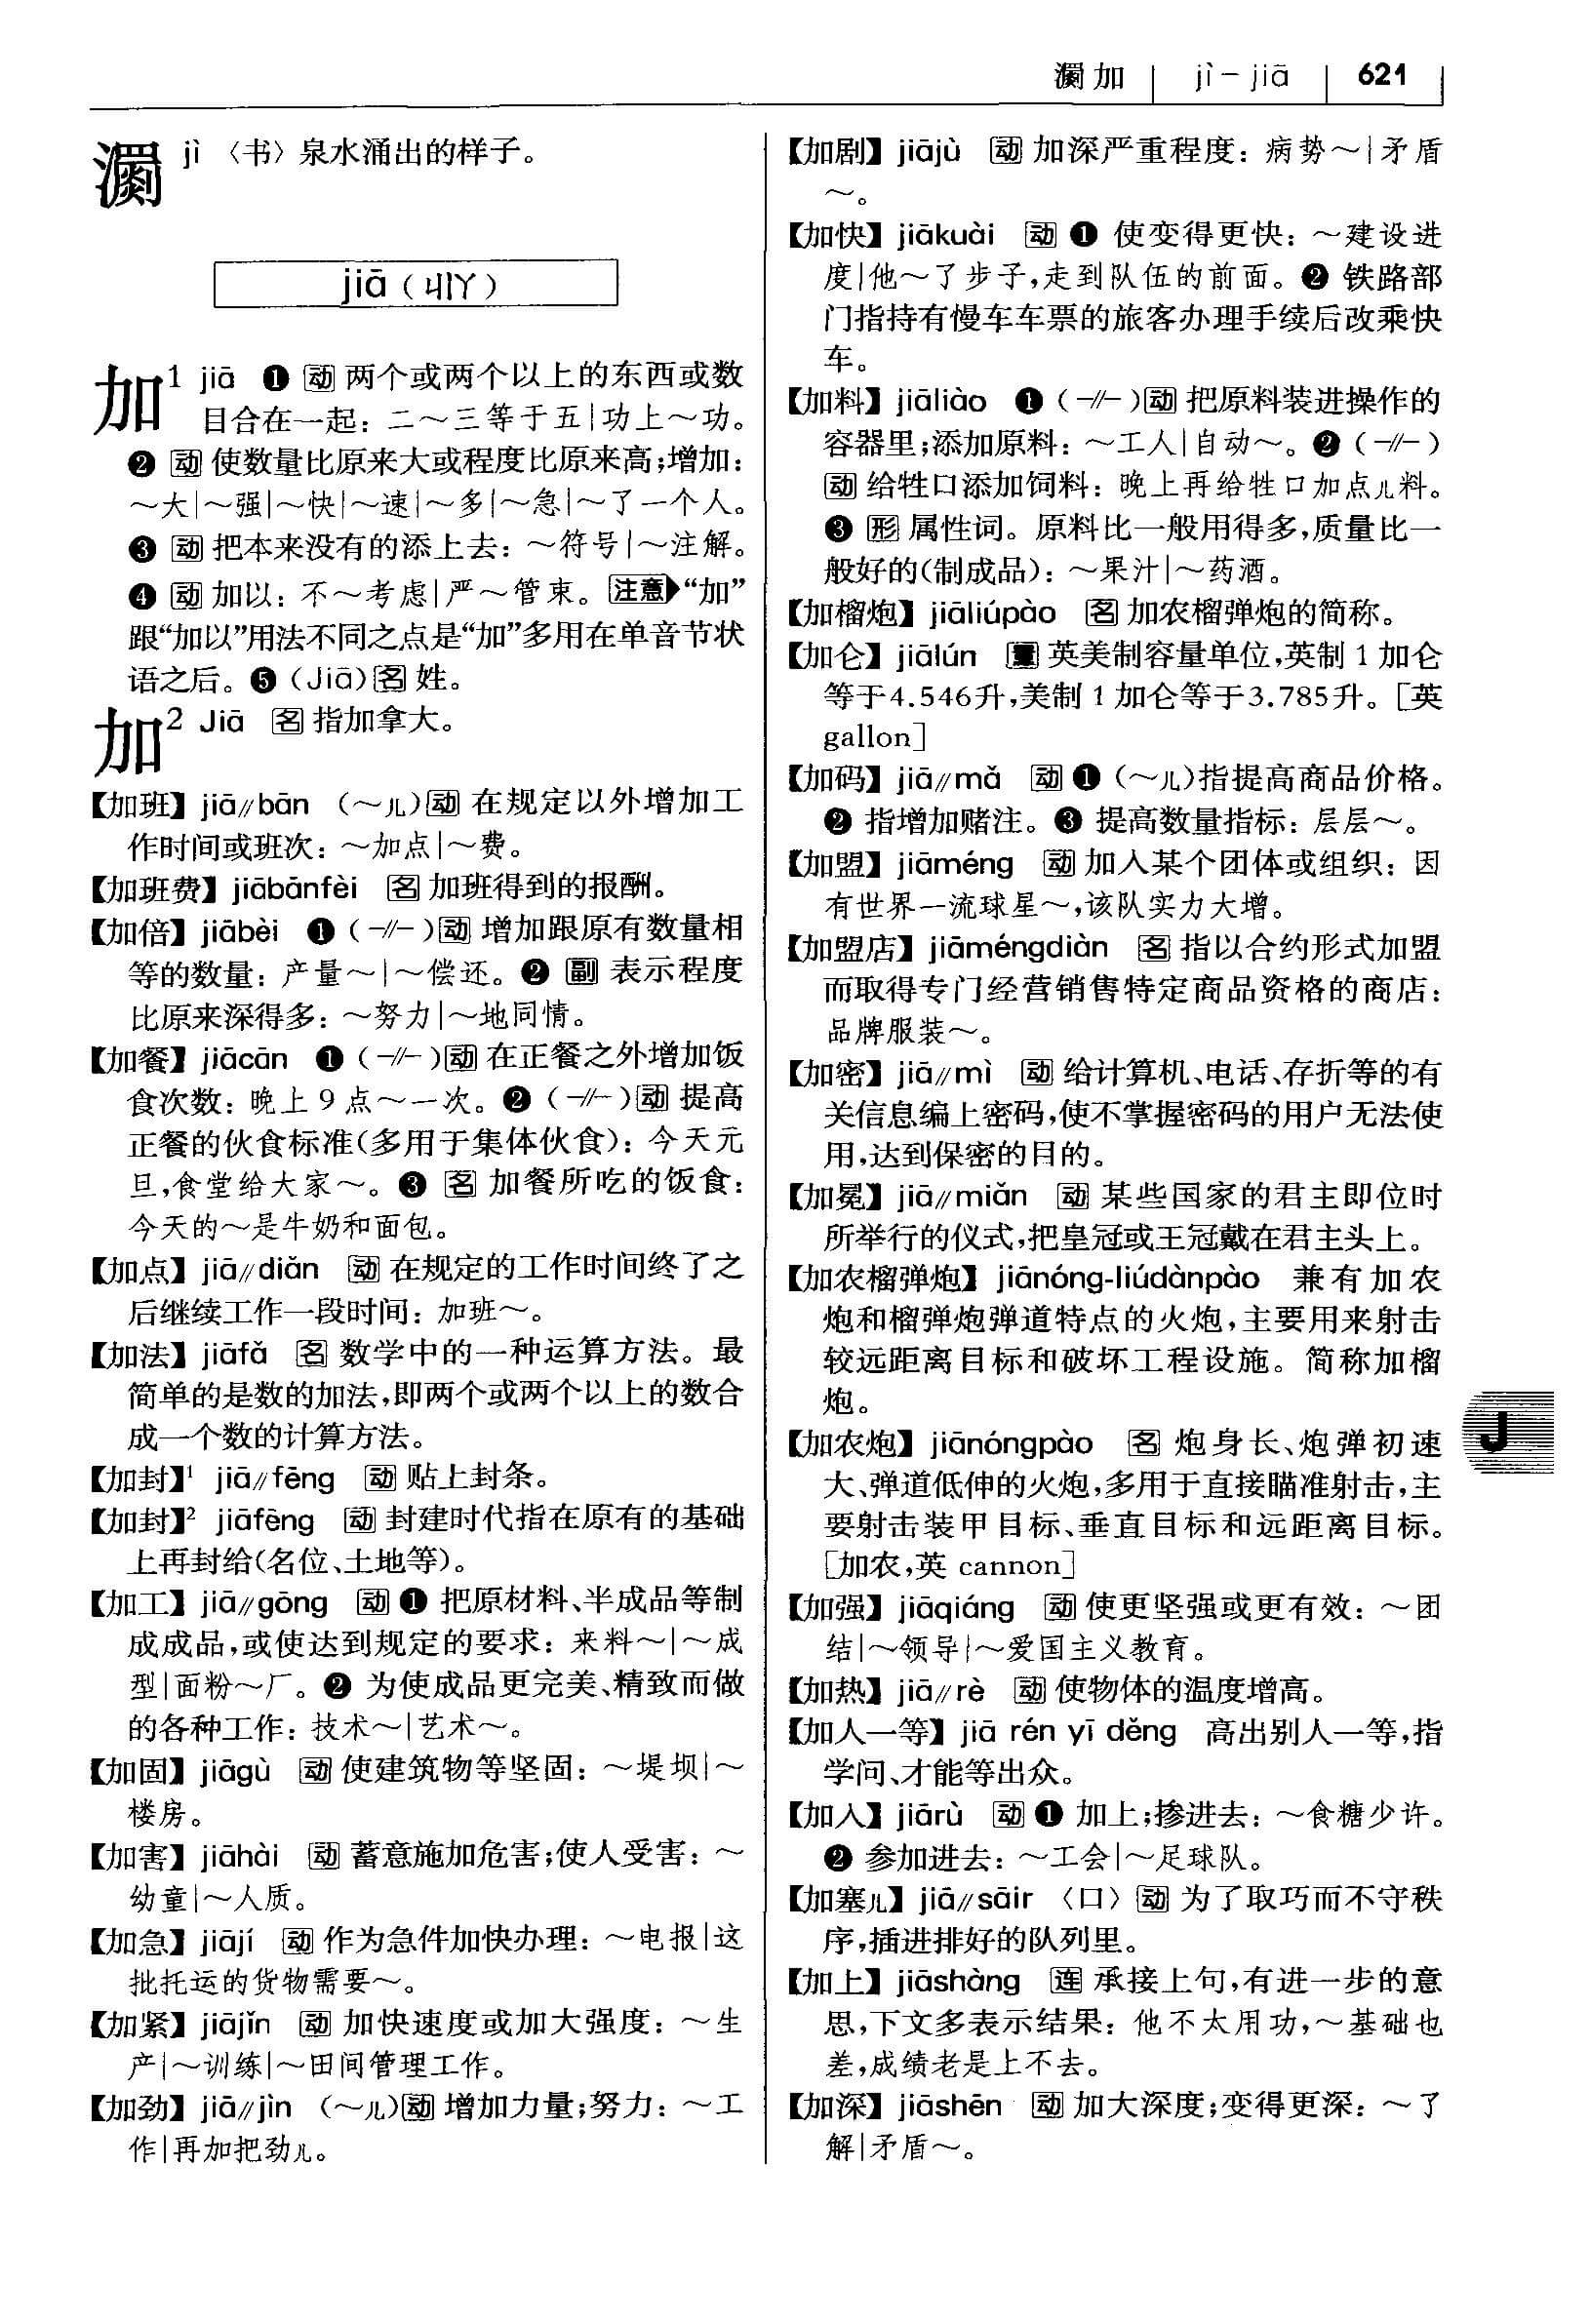 瀱加 jì－jiā 621
瀱 jì 〈书〉泉水涌出的样子。
jiā（ㄐㄧㄚ）
加1 jiā ❶ 动 两个或两个以上的东西或数
目合在一起：二～三等于五|功上～功。
❷ 动 使数量比原来大或程度比原来高;增加：
～大|～强|～快|～速|～多|～急|～了一个人。
❸ 动 把本来没有的添上去：～符号|～注解。
❹ 动 加以：不～考虑|严～管束。注意“加”
跟“加以”用法不同之点是“加”多用在单音节状
语之后。❺（Jiā）名 姓。
加2 Jiā 名 指加拿大。
【加班】jiā//bān （～儿）动 在规定以外增加工
作时间或班次：～加点|～费。
【加班费】jiābānfèi 名 加班得到的报酬。
【加倍】jiābèi ❶（-//-）动 增加跟原有数量相
等的数量：产量～|～偿还。❷ 副 表示程度
比原来深得多：～努力|～地同情。
【加餐】jiācān ❶（-//-）动 在正餐之外增加饭
食次数：晚上9点～一次。❷（-//-）动 提高
正餐的伙食标准(多用于集体伙食)：今天元
旦,食堂给大家～。❸ 名 加餐所吃的饭食：
今天的～是牛奶和面包。
【加点】jiā//diǎn 动 在规定的工作时间终了之
后继续工作一段时间：加班～。
【加法】jiāfǎ 名 数学中的一种运算方法。最
简单的是数的加法,即两个或两个以上的数合
成一个数的计算方法。
【加封】1 jiā//fēng 动 贴上封条。
【加封】2 jiāfēng 动 封建时代指在原有的基础
上再封给(名位、土地等)。
【加工】jiā//gōng 动 ❶ 把原材料、半成品等制
成成品,或使达到规定的要求：来料～|～成
型|面粉～厂。❷ 为使成品更完美、精致而做
的各种工作：技术～|艺术～。
【加固】jiāgù 动 使建筑物等坚固：～堤坝|～
楼房。
【加害】jiāhài 动 蓄意施加危害;使人受害：～
幼童|～人质。
【加急】jiājí 动 作为急件加快办理：～电报|这
批托运的货物需要～。
【加紧】jiājǐn 动 加快速度或加大强度：～生
产|～训练|～田间管理工作。
【加劲】jiā//jìn （～儿）动 增加力量;努力：～工
作|再加把劲儿。
【加剧】jiājù 动 加深严重程度：病势～|矛盾
～。
【加快】jiākuài 动 ❶ 使变得更快：～建设进
度|他～了步子,走到队伍的前面。❷ 铁路部
门指持有慢车车票的旅客办理手续后改乘快
车。
【加料】jiāliào ❶（-//-）动 把原料装进操作的
容器里;添加原料：～工人|自动～。❷（-//-）
动 给牲口添加饲料：晚上再给牲口加点儿料。
❸ 形 属性词。原料比一般用得多,质量比一
般好的(制成品)：～果汁|～药酒。
【加榴炮】jiāliúpào 名 加农榴弹炮的简称。
【加仑】jiālún 量 英美制容量单位,英制1加仑
等于4.546升,美制1加仑等于3.785升。[英
gallon]
【加码】jiā//mǎ 动 ❶（～儿)指提高商品价格。
❷ 指增加赌注。❸ 提高数量指标：层层～。
【加盟】jiāméng 动 加入某个团体或组织：因
有世界一流球星～,该队实力大增。
【加盟店】jiāméngdiàn 名 指以合约形式加盟
而取得专门经营销售特定商品资格的商店：
品牌服装～。
【加密】jiā//mì 动 给计算机、电话、存折等的有
关信息编上密码,使不掌握密码的用户无法使
用,达到保密的目的。
【加冕】jiā//miǎn 动 某些国家的君主即位时
所举行的仪式,把皇冠或王冠戴在君主头上。
【加农榴弹炮】jiānóng-liúdànpào 兼有加农
炮和榴弹炮弹道特点的火炮,主要用来射击
较远距离目标和破坏工程设施。简称加榴
炮。
【加农炮】jiānóngpào 名 炮身长、炮弹初速
大、弹道低伸的火炮,多用于直接瞄准射击,主
要射击装甲目标、垂直目标和远距离目标。
[加农,英 cannon]
【加强】jiāqiáng 动 使更坚强或更有效：～团
结|～领导|～爱国主义教育。
【加热】jiā//rè 动 使物体的温度增高。
【加人一等】jiā rén yī děng 高出别人一等,指
学问、才能等出众。
【加入】jiārù 动 ❶ 加上;掺进去：～食糖少许。
❷ 参加进去：～工会|～足球队。
【加塞儿】jiā//sāir 〈口〉动 为了取巧而不守秩
序,插进排好的队列里。
【加上】jiāshàng 连 承接上句,有进一步的意
思,下文多表示结果：他不太用功,～基础也
差,成绩老是上不去。
【加深】jiāshēn 动 加大深度;变得更深：～了
解|矛盾～。
J